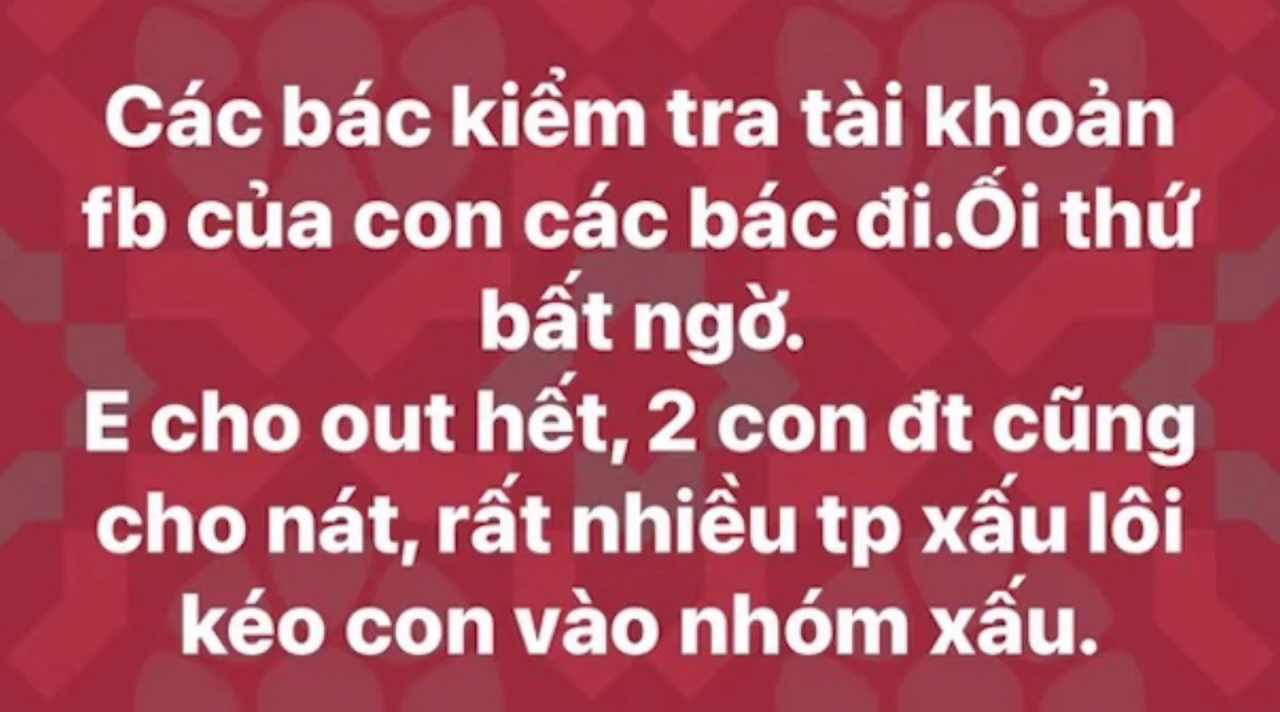 Các bác kiểm tra tài khoản
fb của con các bác đi.Ối thứ
bất ngờ.
E cho out hết, 2 con đt cũng
cho nát, rất nhiều tp xấu lôi
kéo con vào nhóm xấu.